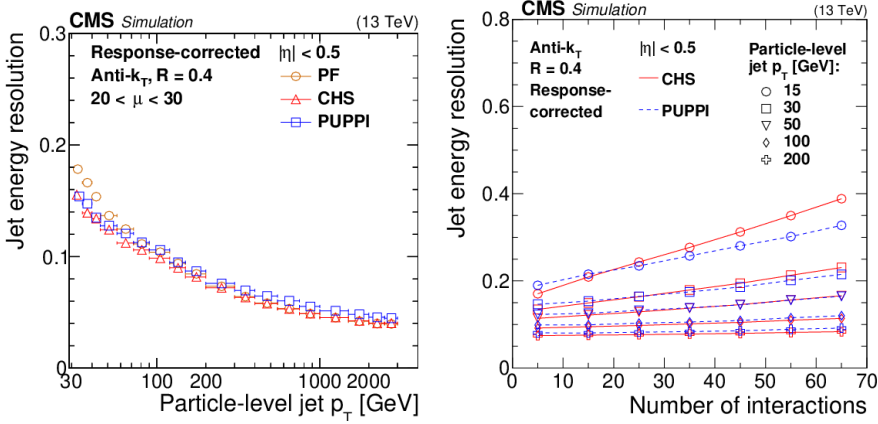 CMS Simulation (13 TeV)
Response-corrected |η| < 0.5
Anti-kT, R = 0.4 PF
20 < μ < 30 CHS
PUPPI
Jet energy resolution
0.3
0.2
0.1
0
30 100 200 1000 2000
Particle-level jet pT [GeV]
CMS Simulation (13 TeV)
Anti-kT |η| < 0.5 Particle-level
R = 0.4 CHS jet pT [GeV]:
Response- 15
corrected PUPPI 30
50
100
200
Jet energy resolution
0.8
0.6
0.4
0.2
0
0 10 20 30 40 50 60 70
Number of interactions